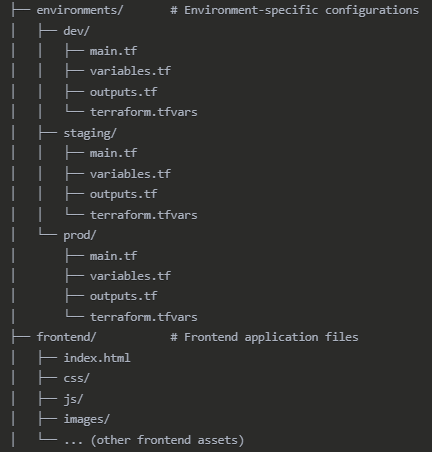 ├── environments/       # Environment-specific configurations
│   ├── dev/
│   │   ├── main.tf
│   │   ├── variables.tf
│   │   ├── outputs.tf
│   │   └── terraform.tfvars
│   ├── staging/
│   │   ├── main.tf
│   │   ├── variables.tf
│   │   ├── outputs.tf
│   │   └── terraform.tfvars
│   └── prod/
│       ├── main.tf
│       ├── variables.tf
│       ├── outputs.tf
│       └── terraform.tfvars
├── frontend/           # Frontend application files
│   ├── index.html
│   ├── css/
│   ├── js/
│   ├── images/
│   └── ... (other frontend assets)